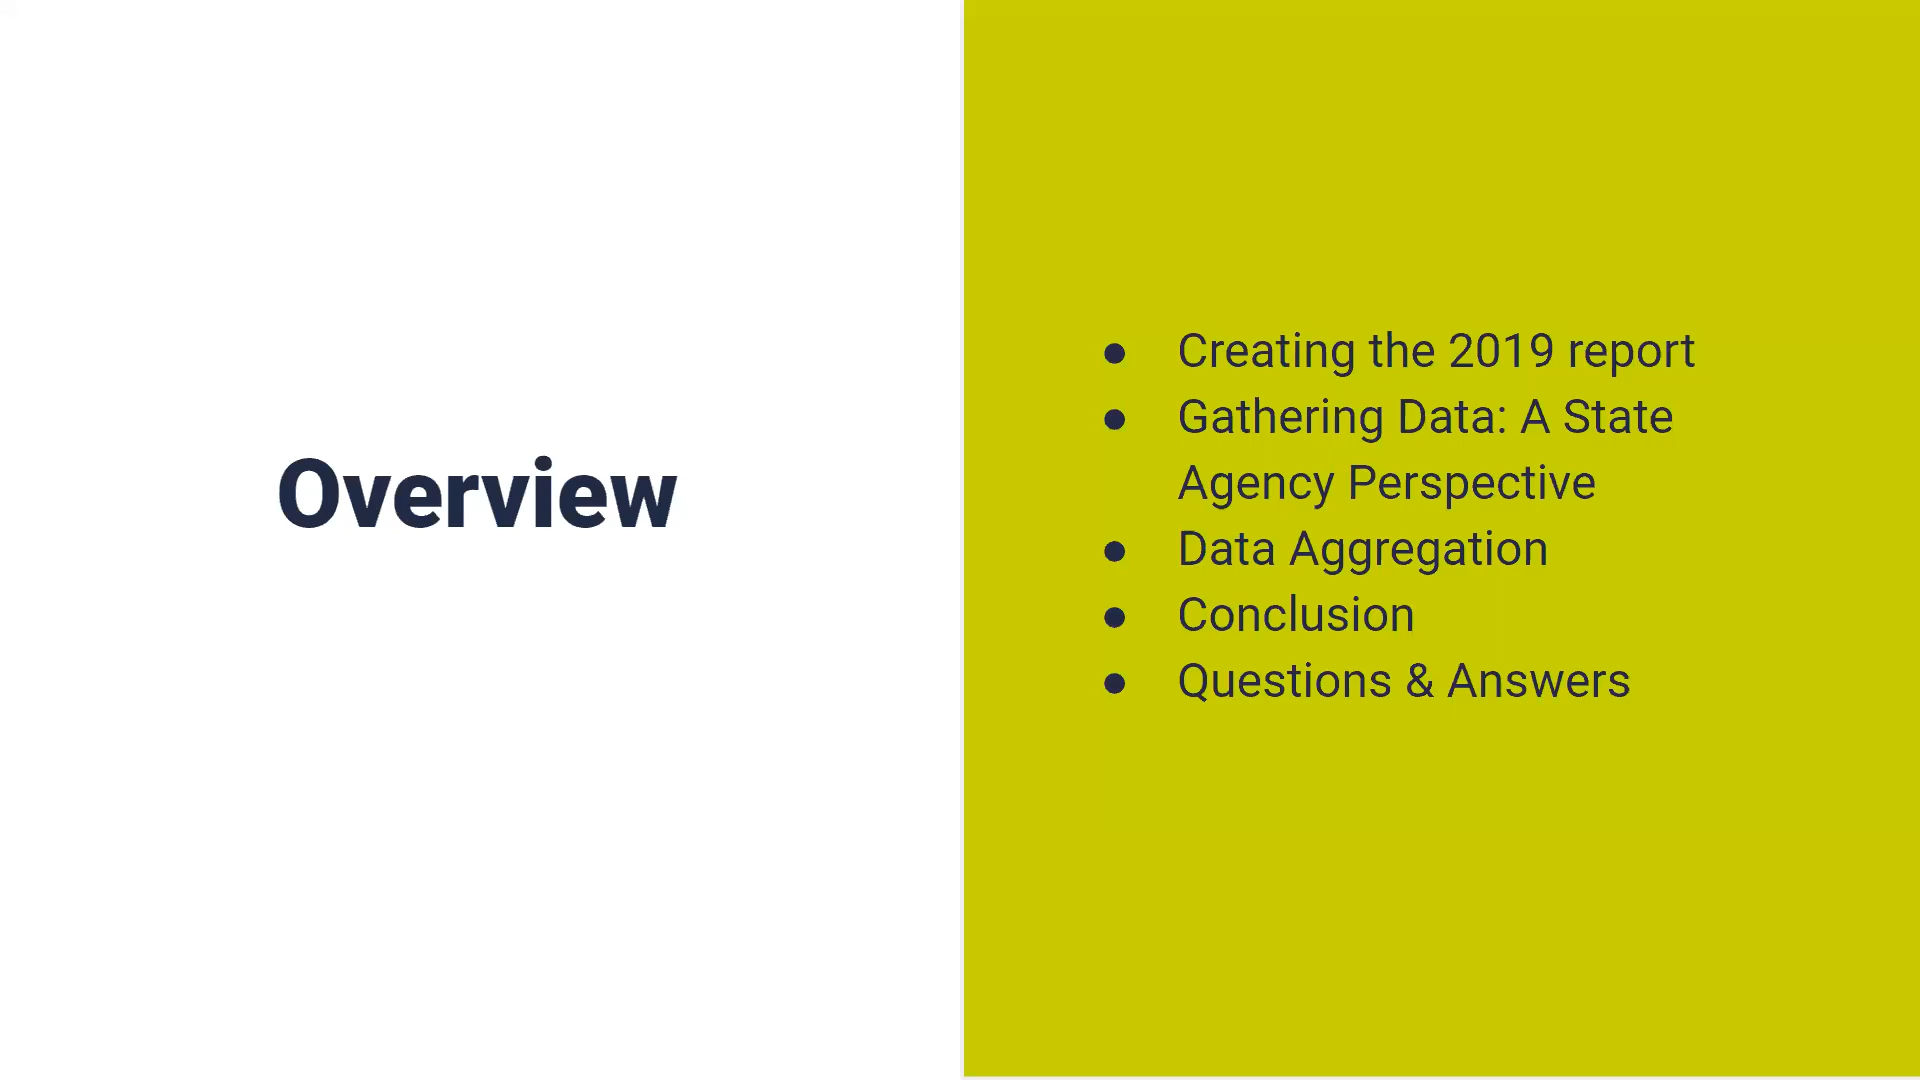 Overview
● Creating the 2019 report
● Gathering Data: A State
Agency Perspective
● Data Aggregation
● Conclusion
● Questions & Answers